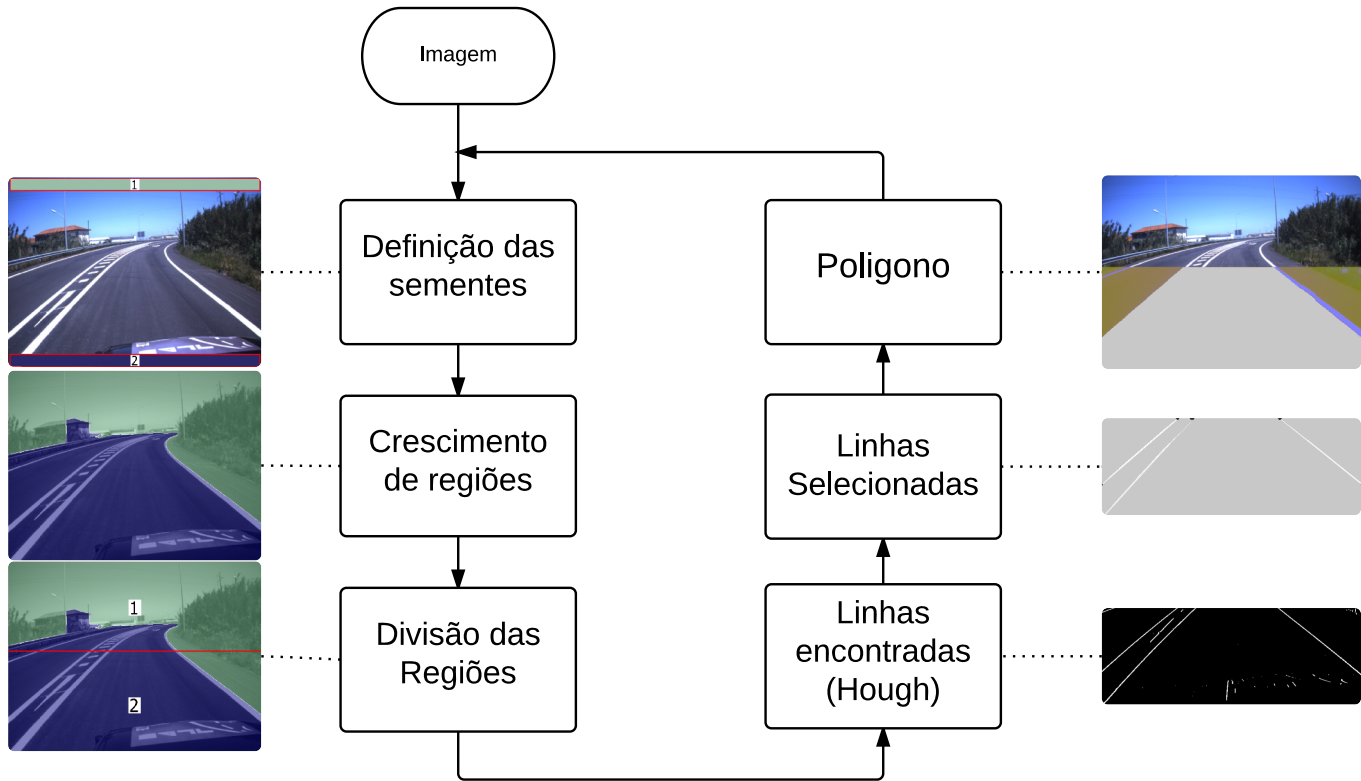 Imagem
1
2
Definição das
sementes
Crescimento
de regiões
1
2
Divisão das
Regiões
Linhas
encontradas
(Hough)
Linhas
Selecionadas
Poligono